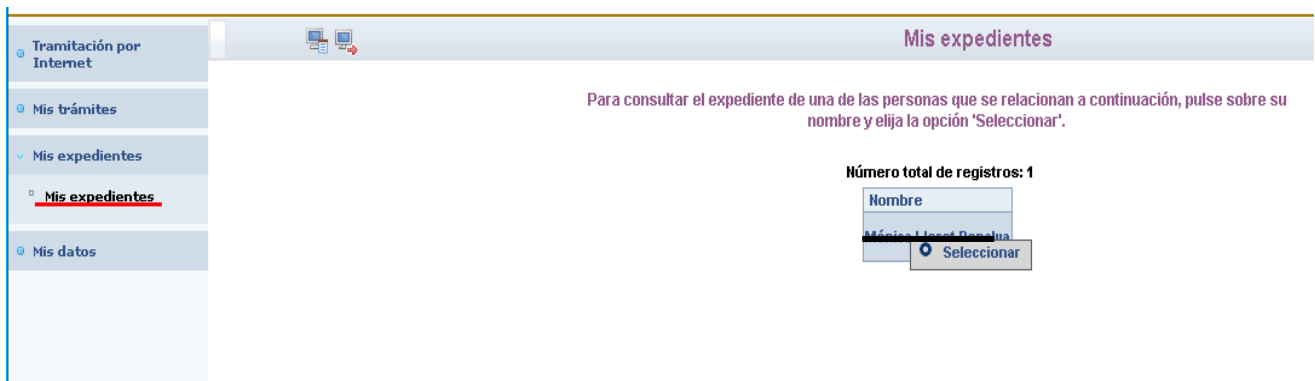 Tramitación por
Internet
Mis trámites
Mis expedientes
Mis expedientes
Mis datos
Mis expedientes
Para consultar el expediente de una de las personas que se relacionan a continuación, pulse sobre su
nombre y elija la opción 'Seleccionar'.
Número total de registros: 1
Nombre
Seleccionar